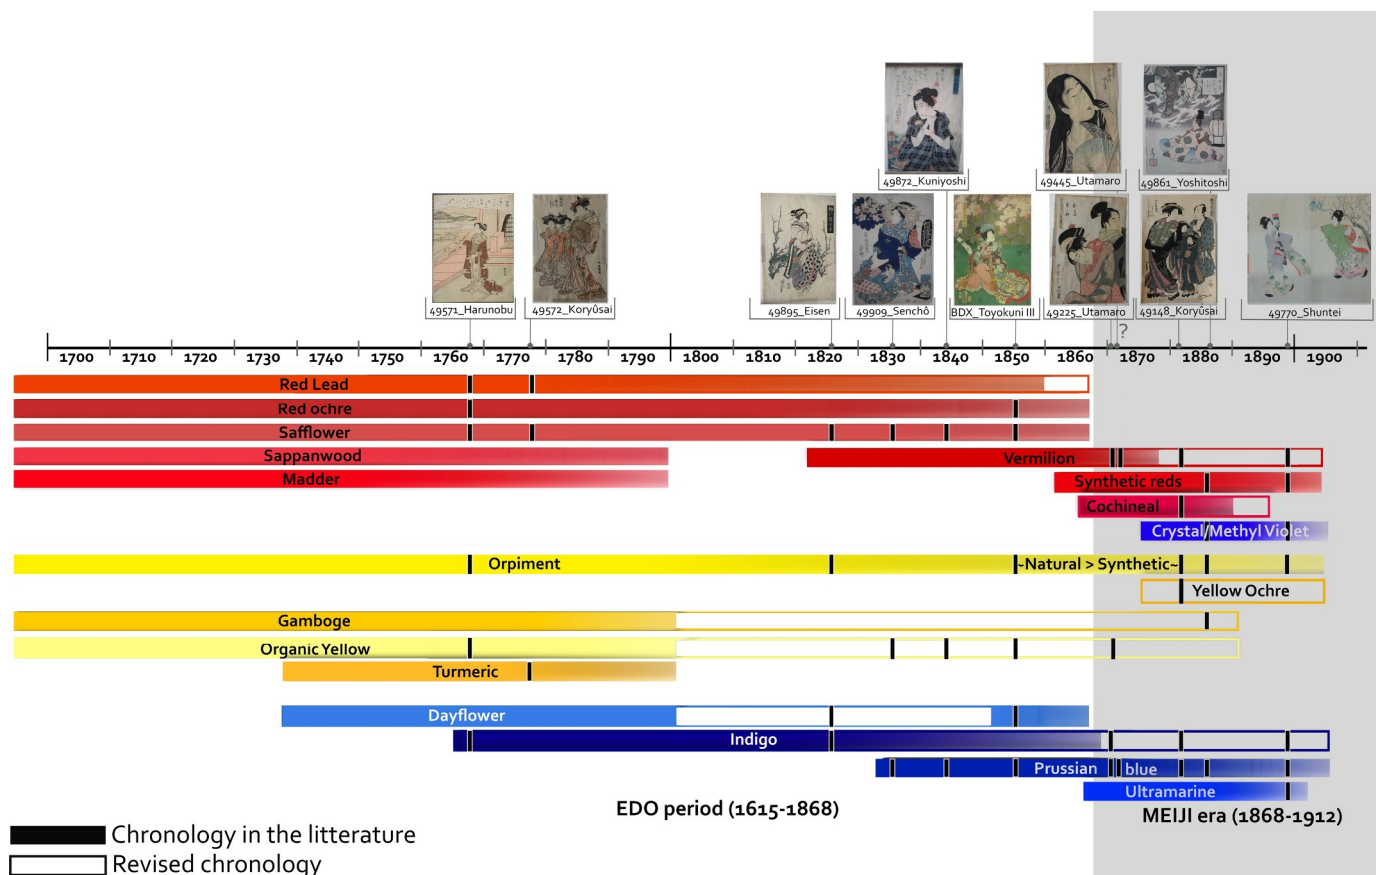 49872_Kuniyoshi
49445_Utamaro
49861_Yoshitoshi
49571_Harunobu
49572_Koryûsai
49895_Eisen
49909_Senchô
BDX_Toyokuni III
49225_Utamaro
49148_Koryûsai
49770_Shuntei
?
1700 1710 1720 1730 1740 1750 1760 1770 1780 1790 1800 1810 1820 1830 1840 1850 1860 1870 1880 1890 1900
Red Lead
Red ochre
Safflower
Sappanwood
Vermilion
Madder
Synthetic reds
Cochineal
Crystal/Methyl Violet
Orpiment
~Natural > Synthetic~
Yellow Ochre
Gamboge
Organic Yellow
Turmeric
Dayflower
Indigo
Prussian blue
Ultramarine
EDO period (1615-1868)
MEIJI era (1868-1912)
Chronology in the litterature
Revised chronology